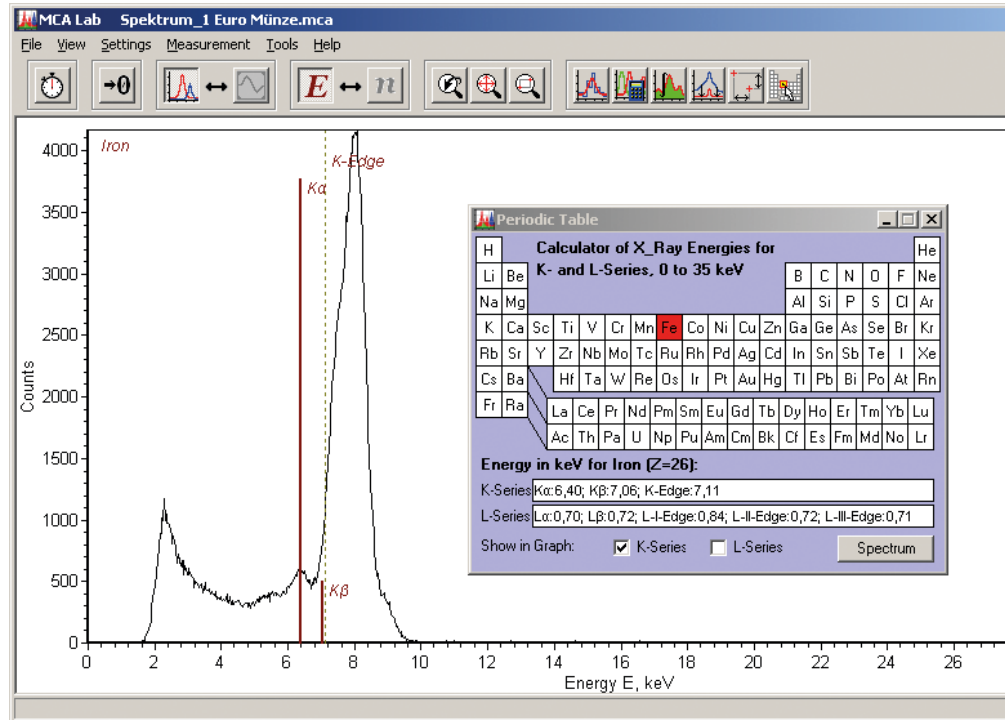 MCA Lab Spektrum_1 Euro Münze.mca
File View Settings Measurement Tools Help
→0 E n
Iron
K-Edge
Kα
Kβ
Counts
4000
3500
3000
2500
2000
1500
1000
500
0
0 2 4 6 8 10 12 14 16 18 20 22 24 26
Energy E, keV
Periodic Table
Calculator of X_Ray Energies for
K- and L-Series, 0 to 35 keV
H He
Li Be B C N O F Ne
Na Mg Al Si P S Cl Ar
K Ca Sc Ti V Cr Mn Fe Co Ni Cu Zn Ga Ge As Se Br Kr
Rb Sr Y Zr Nb Mo Tc Ru Rh Pd Ag Cd In Sn Sb Te I Xe
Cs Ba Hf Ta W Re Os Ir Pt Au Hg Tl Pb Bi Po At Rn
Fr Ra La Ce Pr Nd Pm Sm Eu Gd Tb Dy Ho Er Tm Yb Lu
Ac Th Pa U Np Pu Am Cm Bk Cf Es Fm Md No Lr
Energy in keV for Iron (Z=26):
K-Series Kα:6,40; Kβ:7,06; K-Edge:7,11
L-Series Lα:0,70; Lβ:0,72; L-I-Edge:0,84; L-II-Edge:0,72; L-III-Edge:0,71
Show in Graph: K-Series L-Series Spectrum